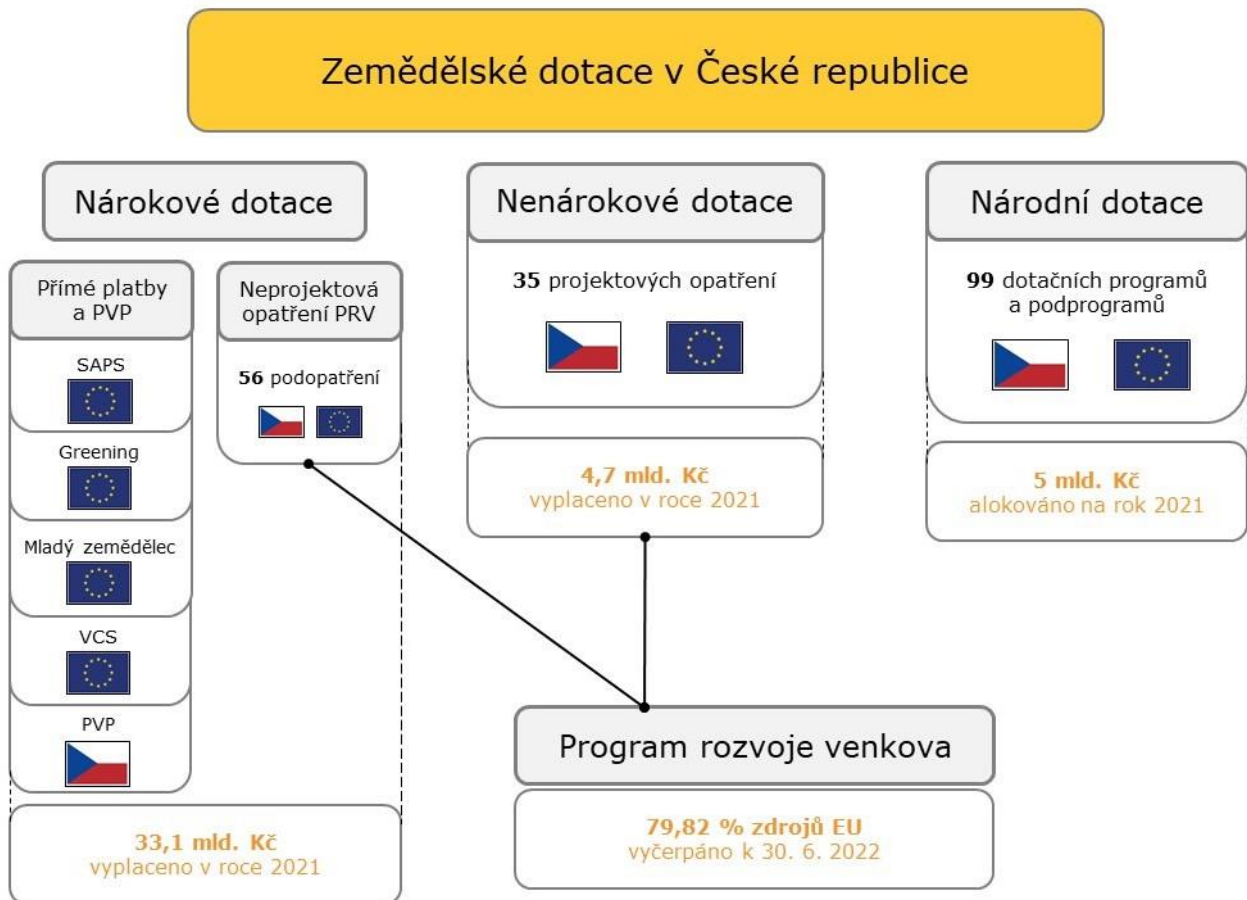 Zemědělské dotace v České republice
Nárokové dotace
Přímé platby
a PVP
SAPS
Greening
Mladý zemědělec
VCS
PVP
Neprojektová
opatření PRV
56 podopatření
33,1 mld. Kč
vyplaceno v roce 2021
Nenárokové dotace
35 projektových opatření
4,7 mld. Kč
vyplaceno v roce 2021
Národní dotace
99 dotačních programů
a podprogramů
5 mld. Kč
alokováno na rok 2021
Program rozvoje venkova
79,82 % zdrojů EU
vyčerpáno k 30. 6. 2022